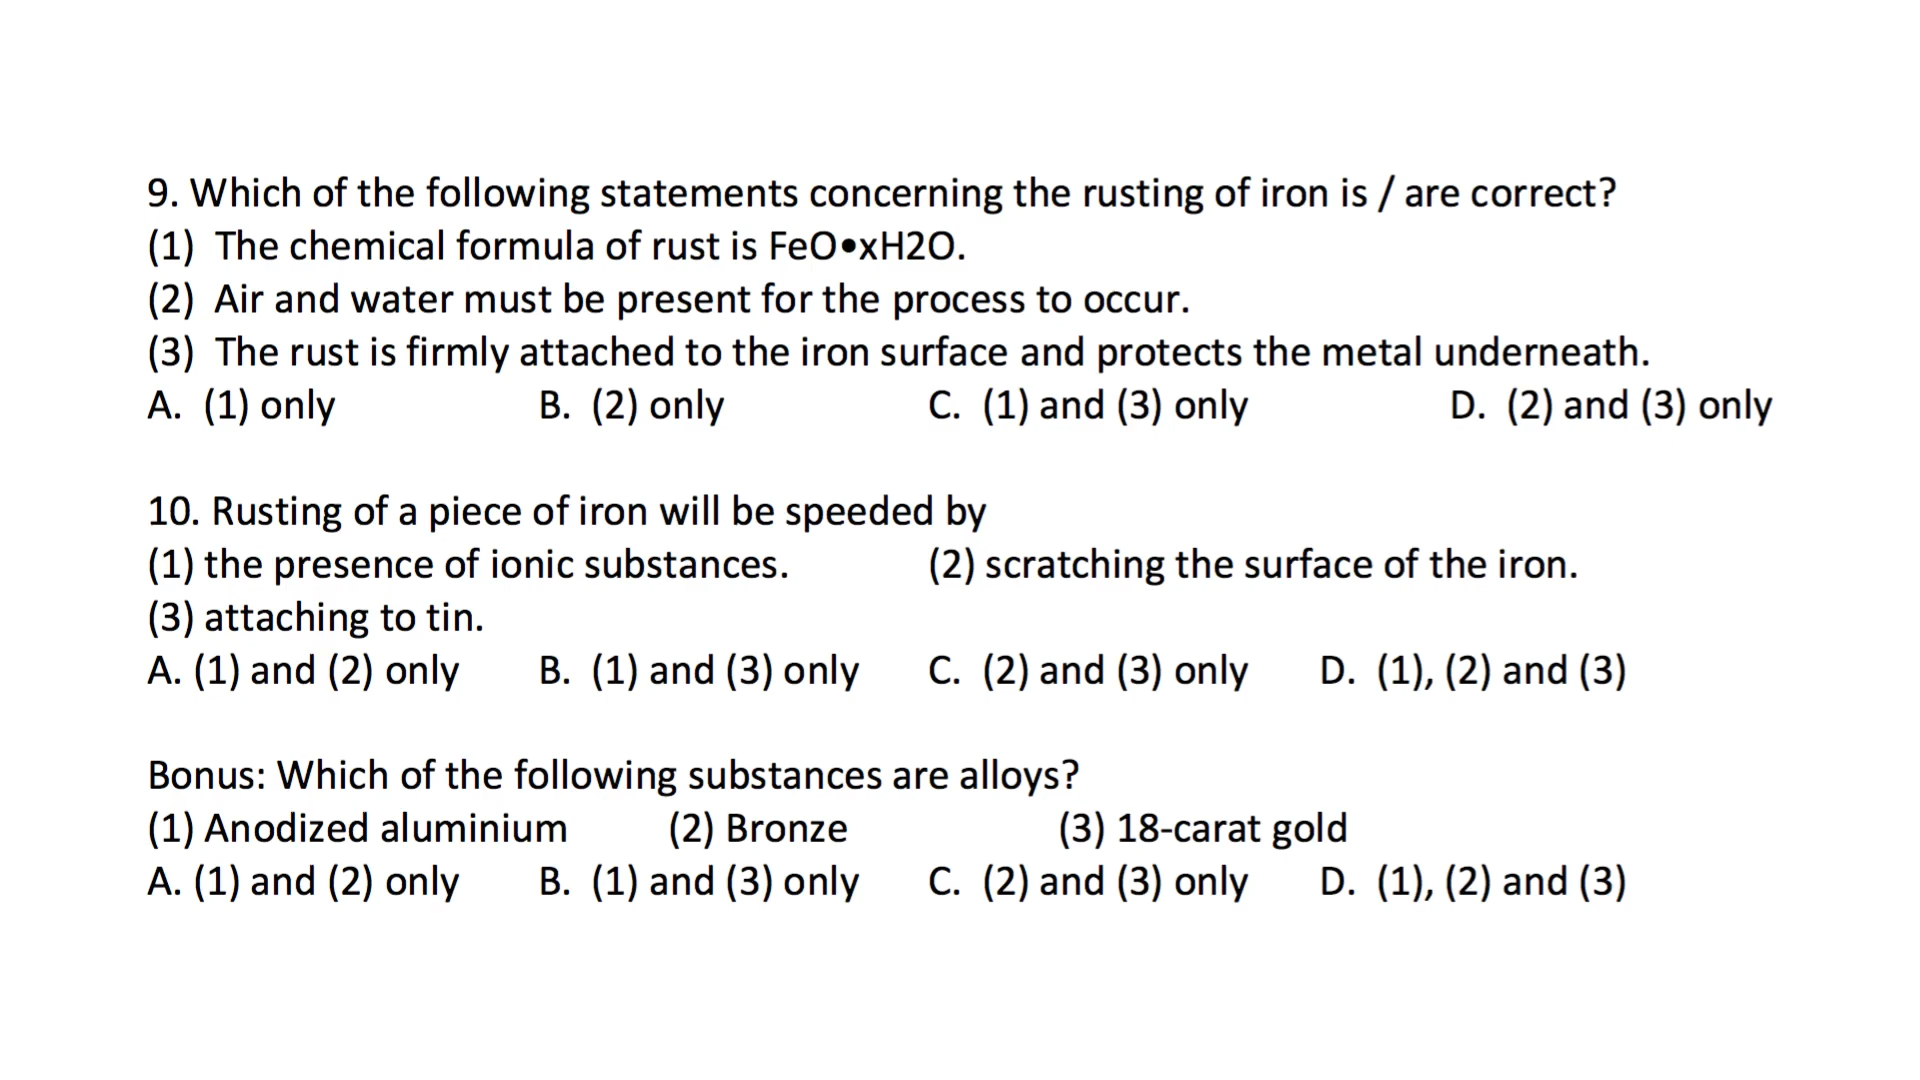 9. Which of the following statements concerning the rusting of iron is / are correct?
(1) The chemical formula of rust is FeO•xH2O.
(2) Air and water must be present for the process to occur.
(3) The rust is firmly attached to the iron surface and protects the metal underneath.
A. (1) only B. (2) only C. (1) and (3) only D. (2) and (3) only
10. Rusting of a piece of iron will be speeded by
(1) the presence of ionic substances. (2) scratching the surface of the iron.
(3) attaching to tin.
A. (1) and (2) only B. (1) and (3) only C. (2) and (3) only D. (1), (2) and (3)
Bonus: Which of the following substances are alloys?
(1) Anodized aluminium (2) Bronze (3) 18-carat gold
A. (1) and (2) only B. (1) and (3) only C. (2) and (3) only D. (1), (2) and (3)